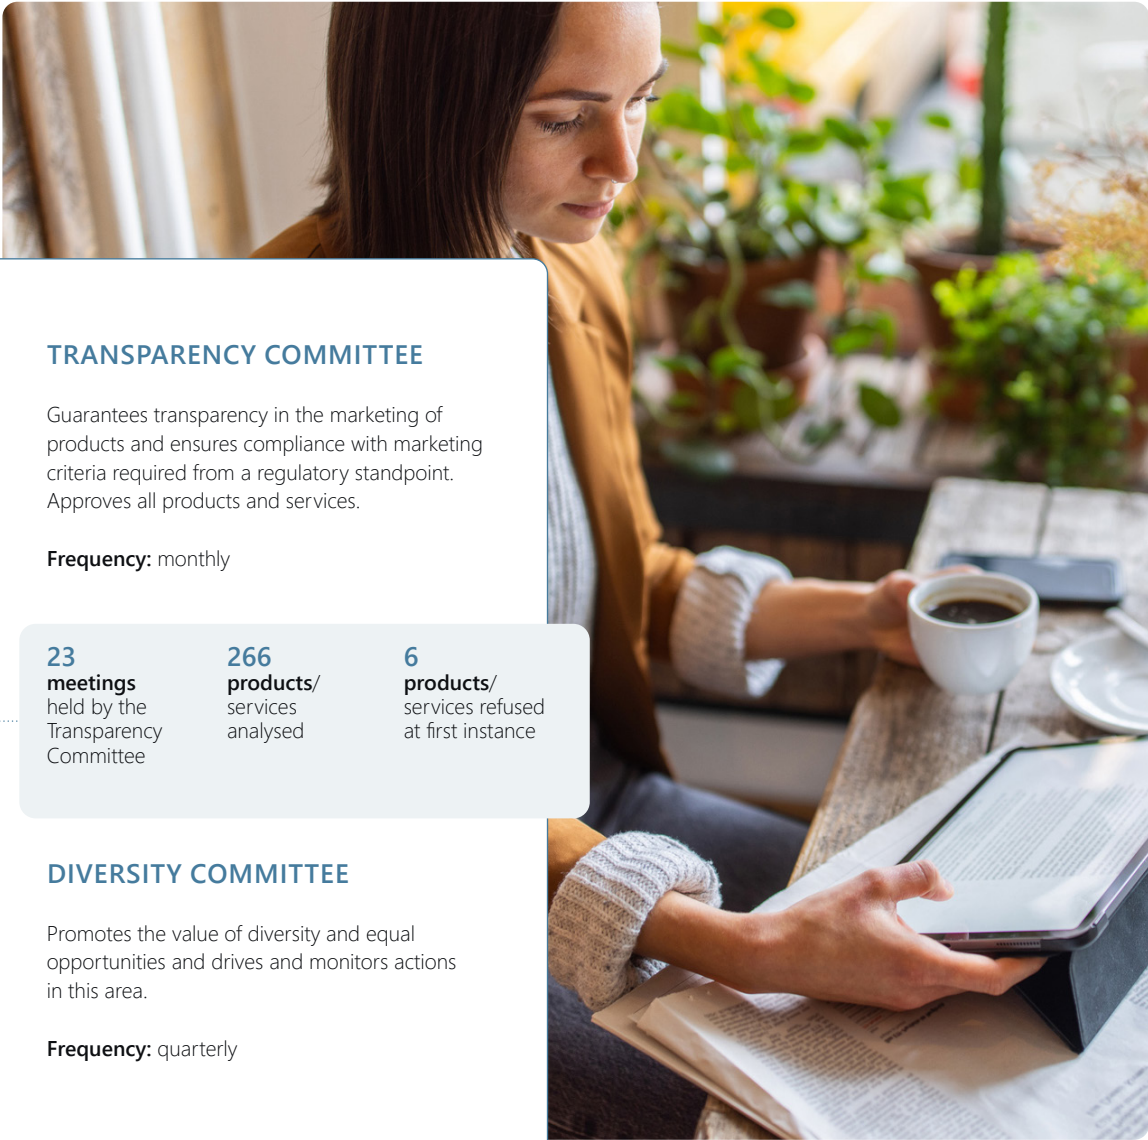 TRANSPARENCY COMMITTEE
Guarantees transparency in the marketing of
products and ensures compliance with marketing
criteria required from a regulatory standpoint.
Approves all products and services.
Frequency: monthly
23
meetings
held by the
Transparency
Committee
266
products/
services
analysed
6
products/
services refused
at first instance
DIVERSITY COMMITTEE
Promotes the value of diversity and equal
opportunities and drives and monitors actions
in this area.
Frequency: quarterly